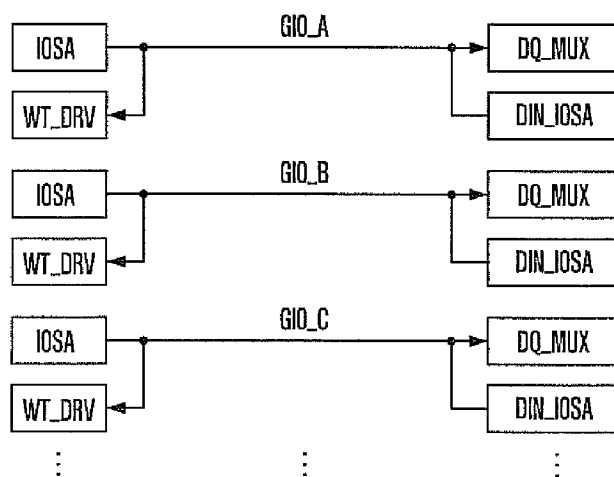 GIO_A
IOSA
DQ_MUX
WT_DRV
DIN_IOSA
GIO_B
IOSA
DQ_MUX
WT_DRV
DIN_IOSA
GIO_C
IOSA
DQ_MUX
WT_DRV
DIN_IOSA